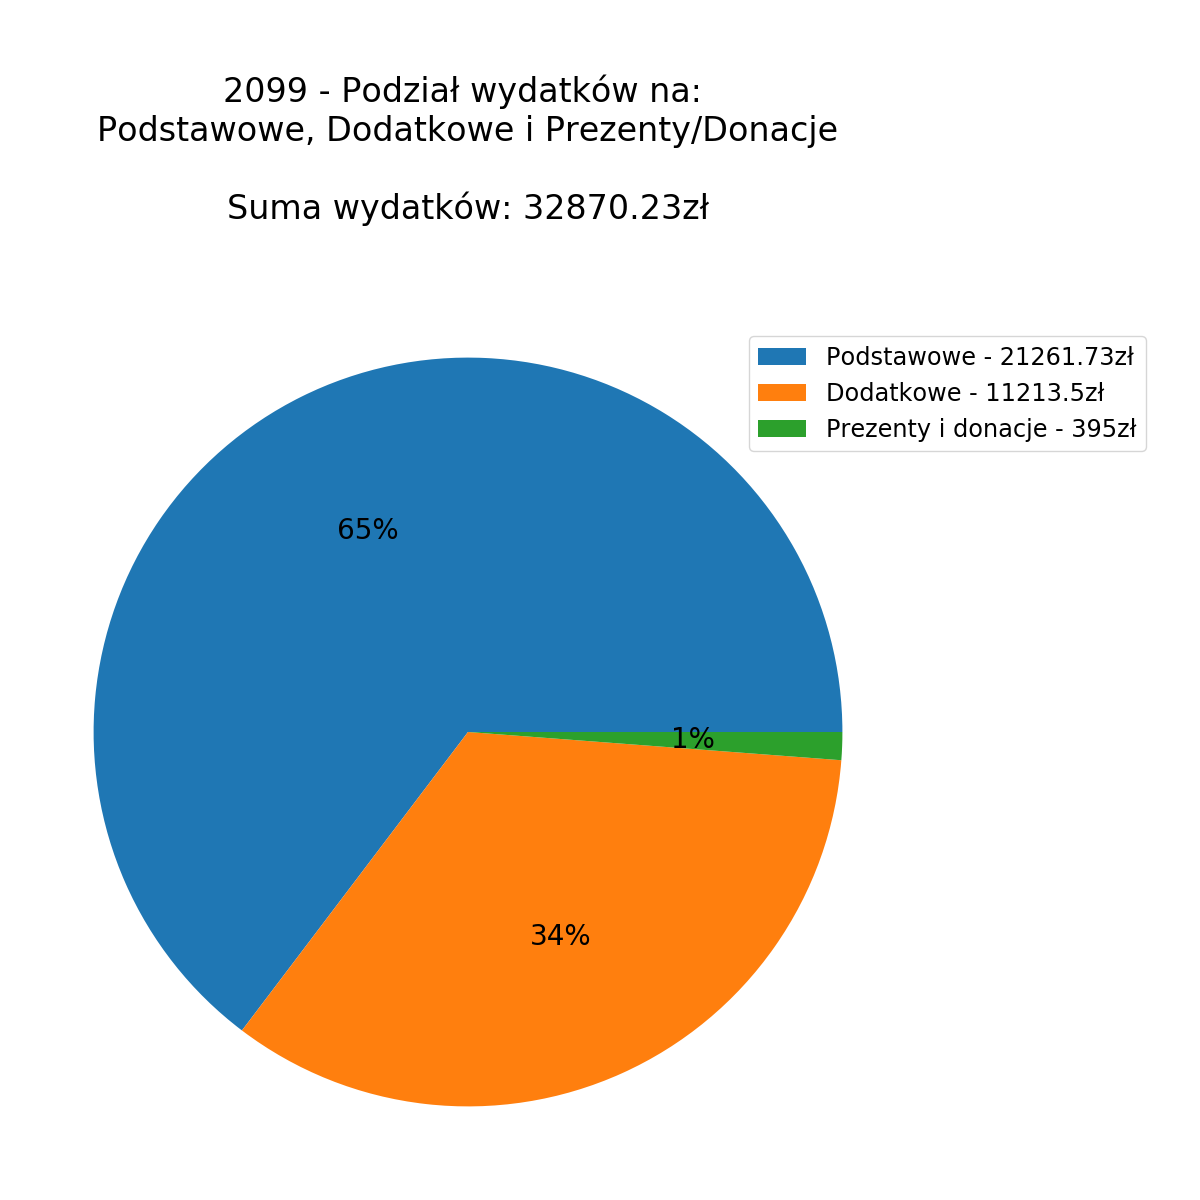 2099 - Podział wydatków na:
Podstawowe, Dodatkowe i Prezenty/Donacje
Suma wydatków: 32870.23zł
Podstawowe - 21261.73zł
Dodatkowe - 11213.5zł
Prezenty i donacje - 395zł
65%
1%
34%